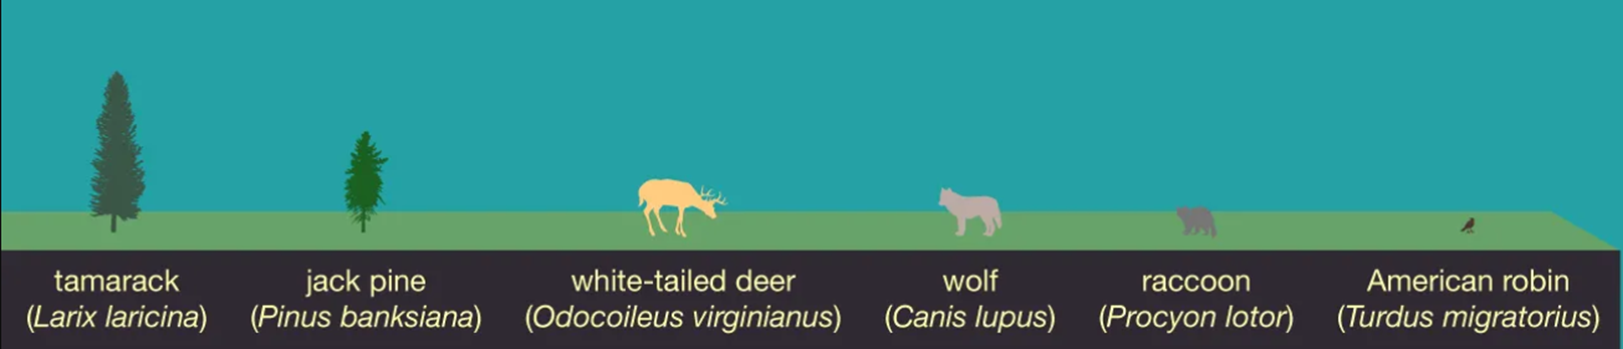 tamarack
(Larix laricina)
jack pine
(Pinus banksiana)
white-tailed deer
(Odocoileus virginianus)
wolf
(Canis lupus)
raccoon
(Procyon lotor)
American robin
(Turdus migratorius)